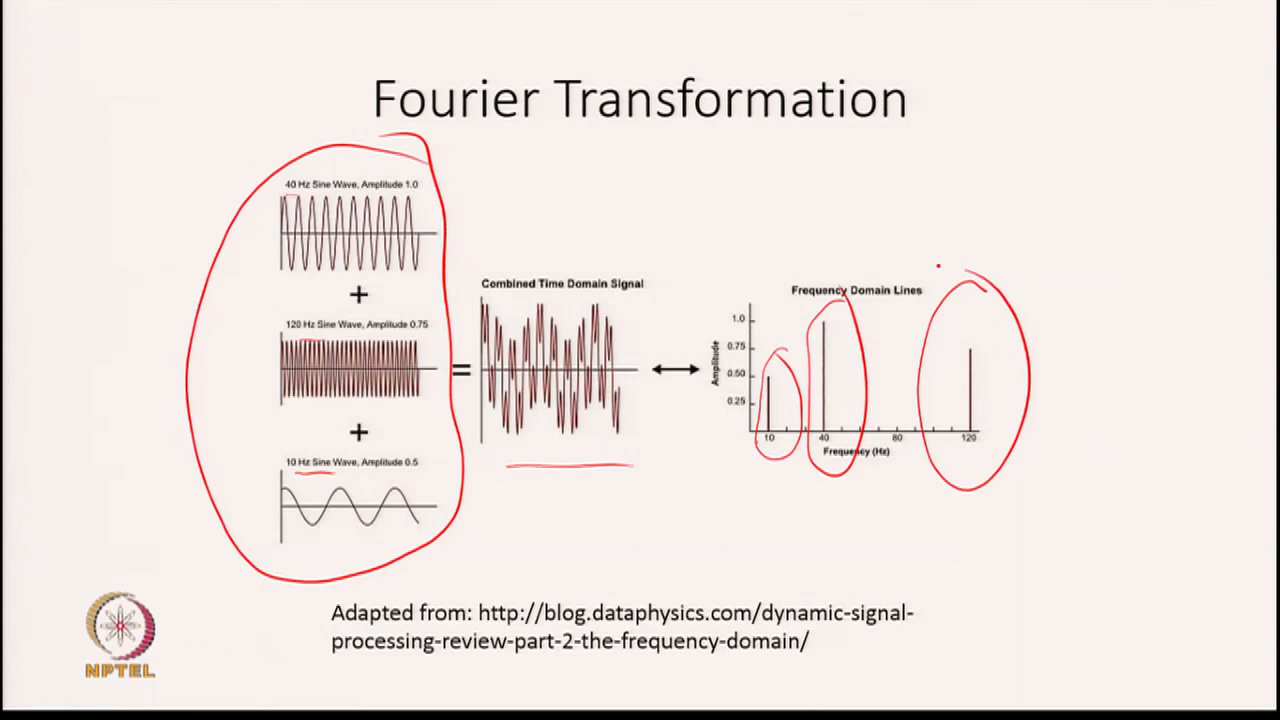 Fourier Transformation
40 Hz Sine Wave, Amplitude 1.0
+
120 Hz Sine Wave, Amplitude 0.75
+
10 Hz Sine Wave, Amplitude 0.5
=
Combined Time Domain Signal
Frequency Domain Lines
Amplitude
1.0
0.75
0.50
0.25
10 40 80 120
Frequency (Hz)
Adapted from: http://blog.dataphysics.com/dynamic-signal-
processing-review-part-2-the-frequency-domain/
NPTEL